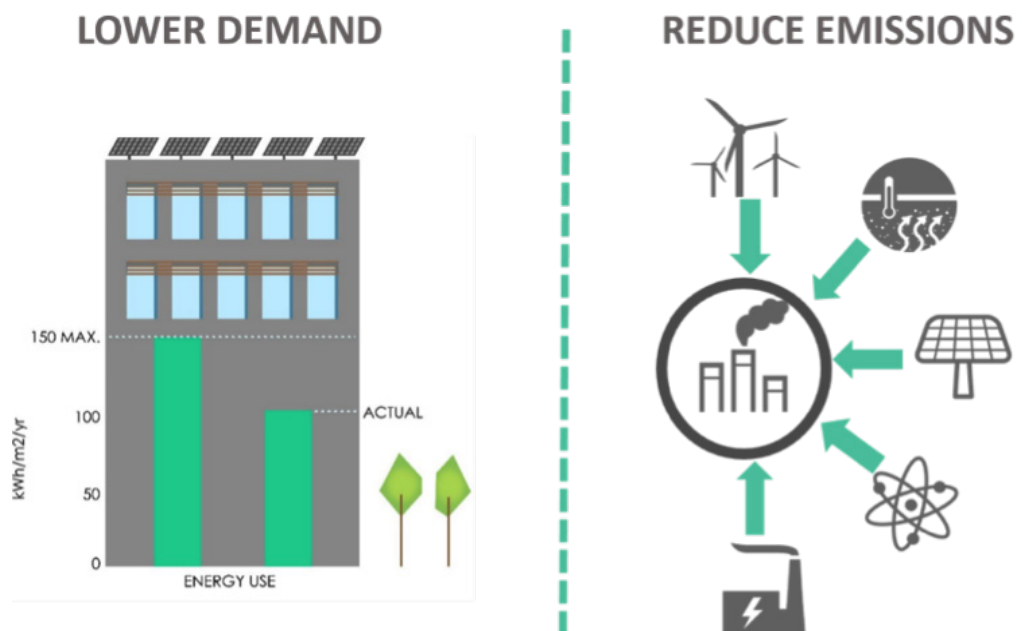 LOWER DEMAND
REDUCE EMISSIONS
150 MAX.
100
ACTUAL
kWh/m2/yr
50
0
ENERGY USE